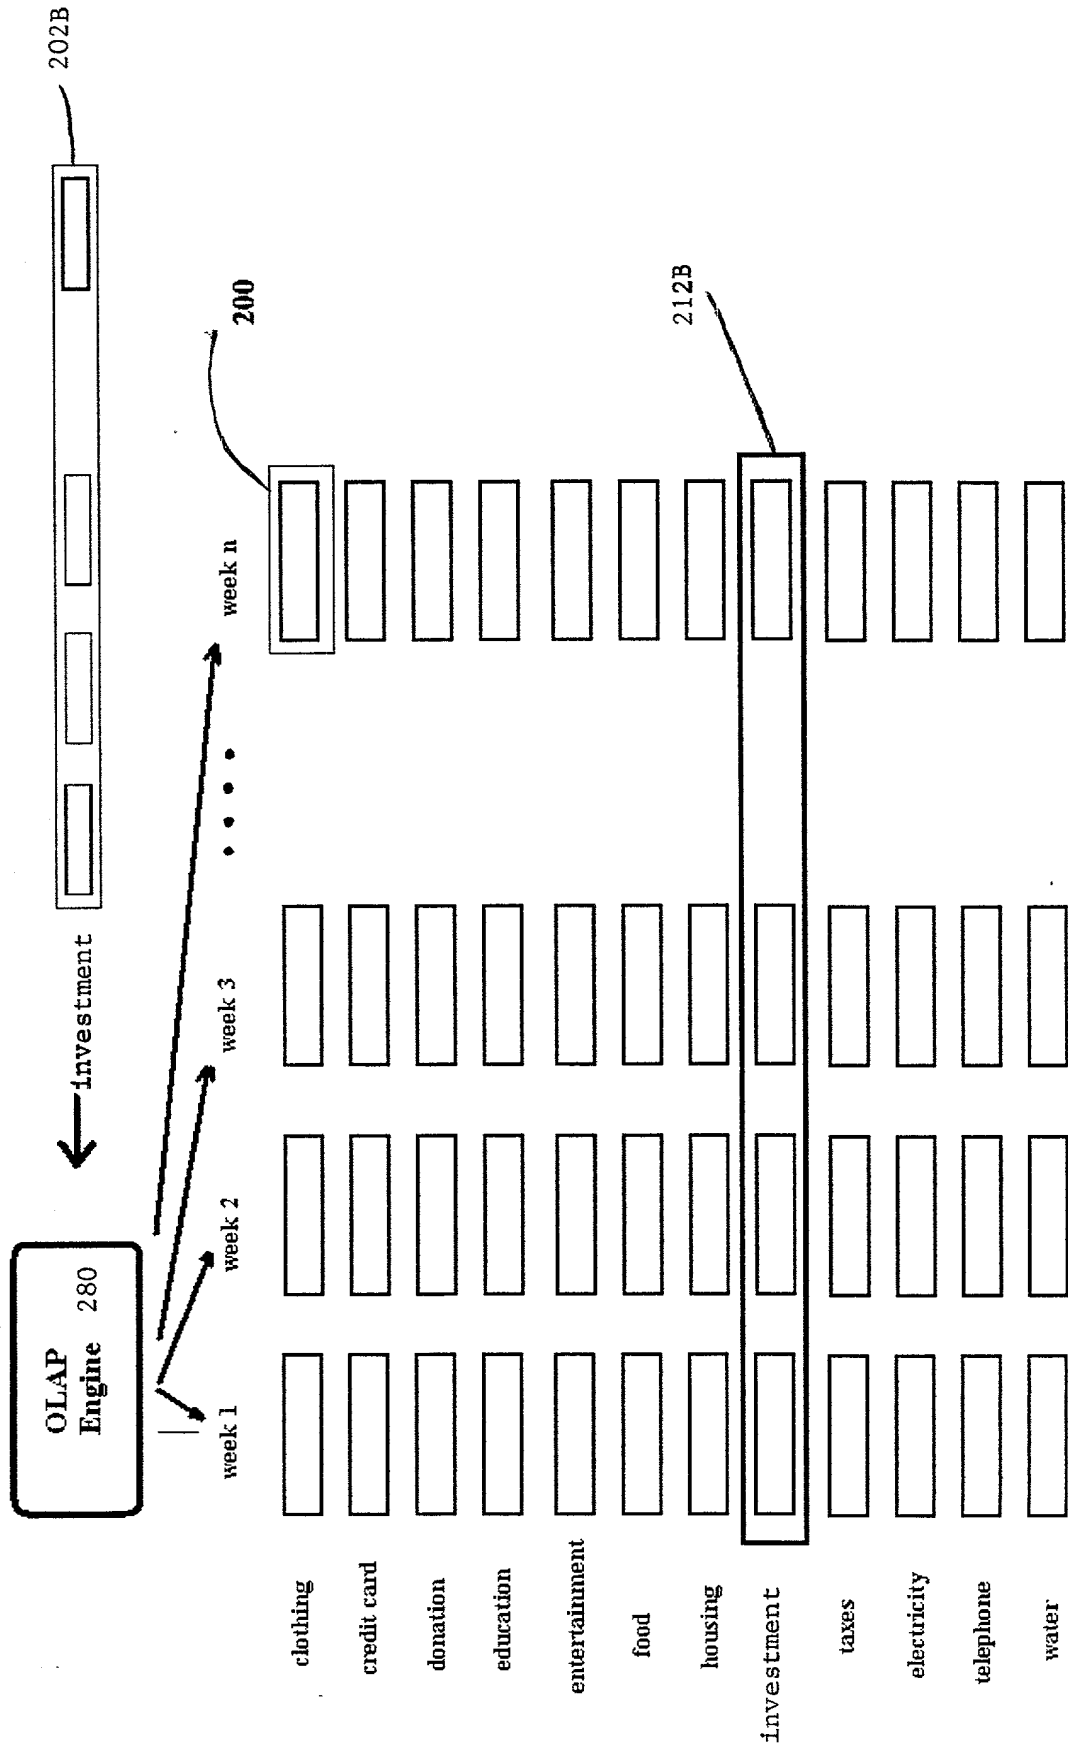 OLAP
Engine 280
investment
202B
week 1
week 2
week 3
week n
200
clothing
credit card
donation
education
entertainment
food
housing
investment
212B
taxes
electricity
telephone
water